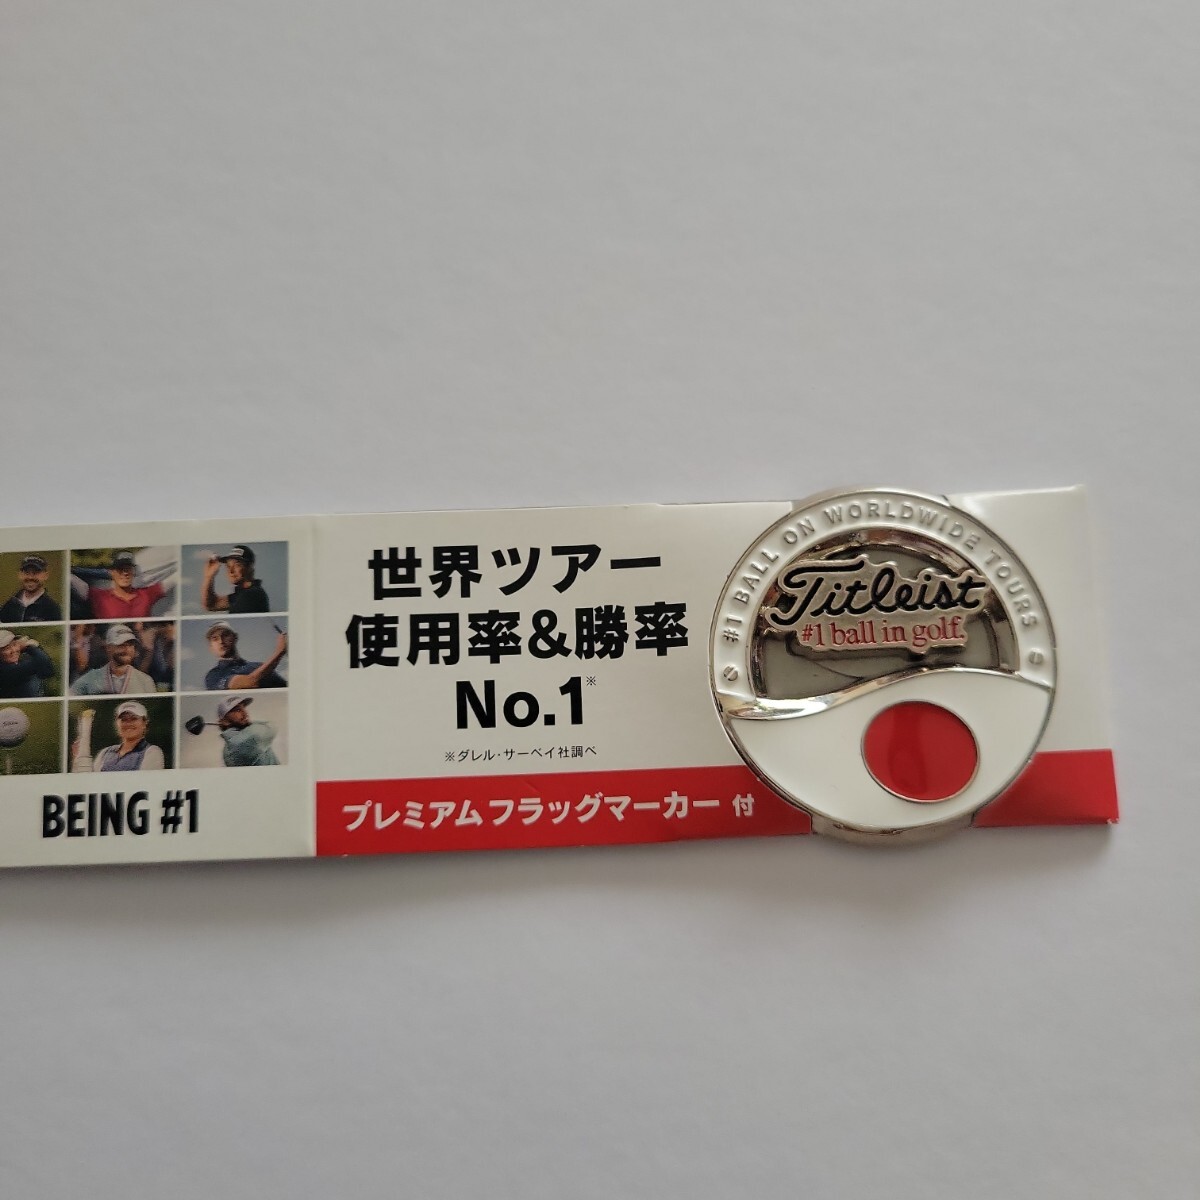 BEING #1
世界ツアー
使用率&勝率
No.1※
※ダレル・サーベイ社調べ
プレミアムフラッグマーカー 付
#1 BALL ON WORLDWIDE TOURS
Titleist
#1 ball in golf.